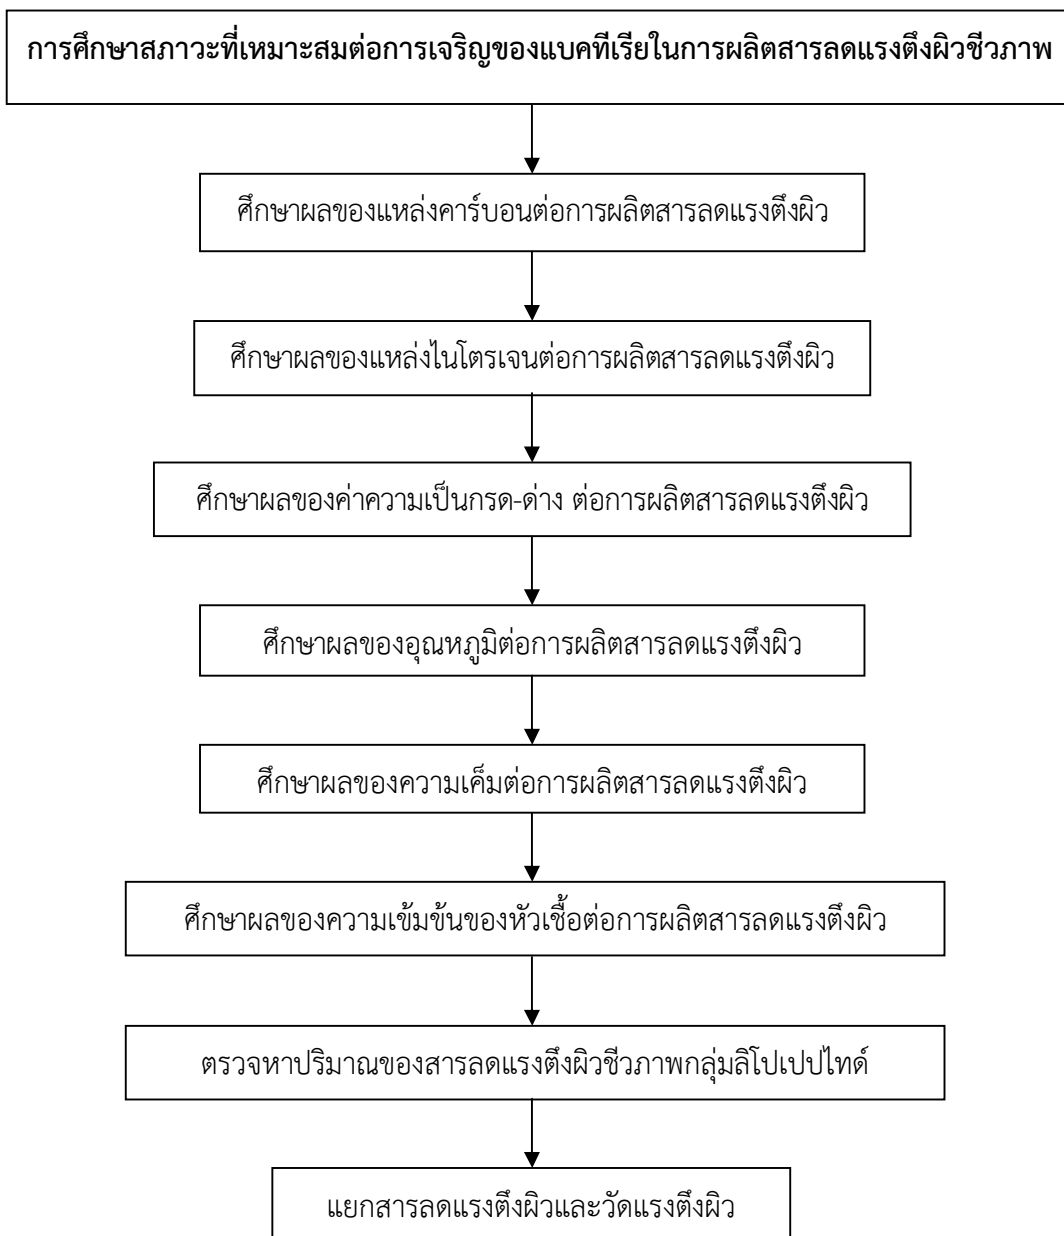 การศึกษาสภาวะที่เหมาะสมต่อการเจริญของแบคทีเรียในการผลิตสารลดแรงตึงผิวชีวภาพ
ศึกษาผลของแหล่งคาร์บอนต่อการผลิตสารลดแรงตึงผิว
ศึกษาผลของแหล่งไนโตรเจนต่อการผลิตสารลดแรงตึงผิว
ศึกษาผลของค่าความเป็นกรด-ด่าง ต่อการผลิตสารลดแรงตึงผิว
ศึกษาผลของอุณหภูมิต่อการผลิตสารลดแรงตึงผิว
ศึกษาผลของความเค็มต่อการผลิตสารลดแรงตึงผิว
ศึกษาผลของความเข้มข้นของหัวเชื้อต่อการผลิตสารลดแรงตึงผิว
ตรวจหาปริมาณของสารลดแรงตึงผิวชีวภาพกลุ่มลิโปเปปไทด์
แยกสารลดแรงตึงผิวและวัดแรงตึงผิว